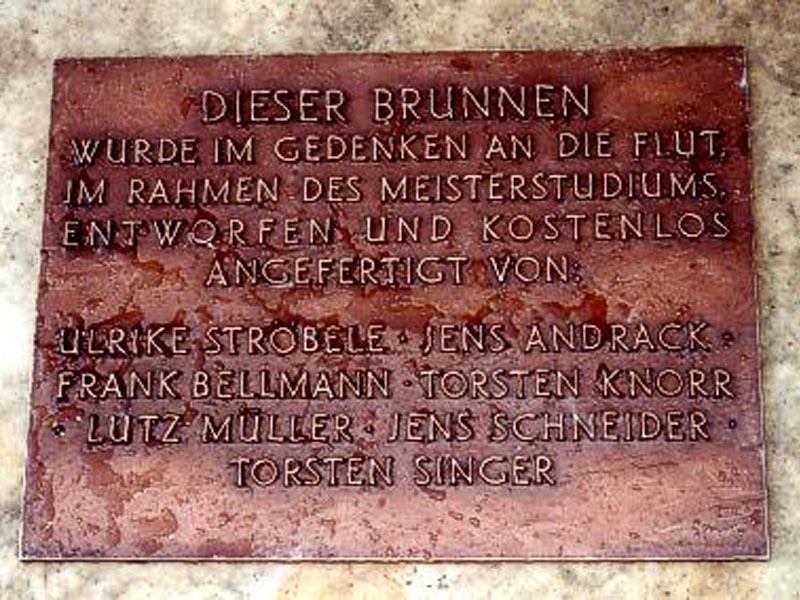 DIESER BRUNNEN
WURDE IM GEDENKEN AN DIE FLUT,
IM RAHMEN DES MEISTERSTUDIUMS,
ENTWORFEN UND KOSTENLOS
ANGEFERTIGT VON:
ULRIKE STRÖBELE · JENS ANDRACK ·
FRANK BELLMANN · TORSTEN KNORR
· LUTZ MÜLLER · JENS SCHNEIDER ·
TORSTEN SINGER